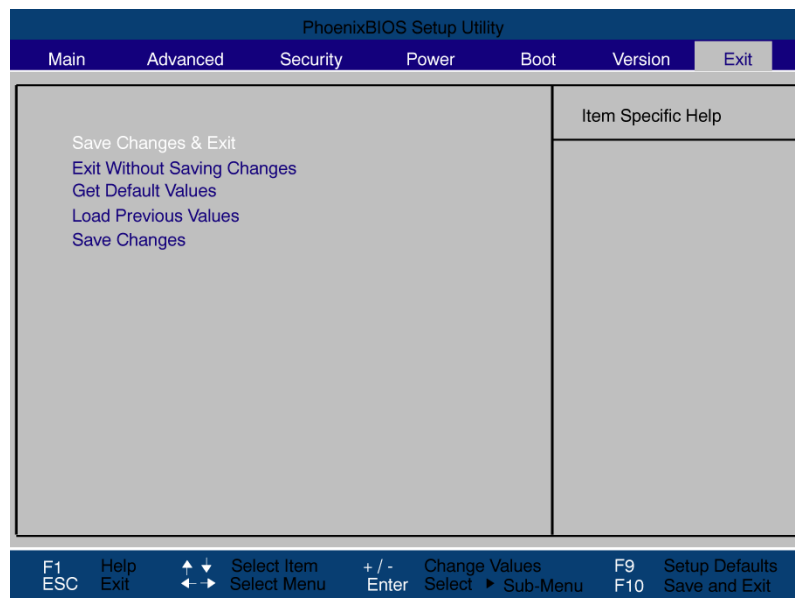 PhoenixBIOS Setup Utility
Main Advanced Security Power Boot Version Exit
Item Specific Help
Save Changes & Exit
Exit Without Saving Changes
Get Default Values
Load Previous Values
Save Changes
F1 Help ↑ ↓ Select Item + / - Change Values F9 Setup Defaults
ESC Exit ← → Select Menu Enter Select ▶ Sub-Menu F10 Save and Exit